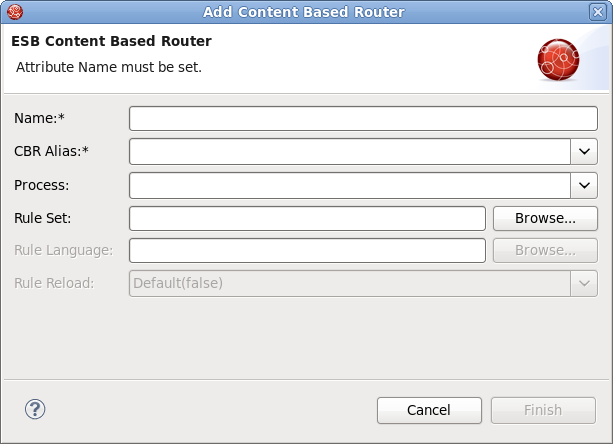 Add Content Based Router
ESB Content Based Router
Attribute Name must be set.
Name:*
CBR Alias:*
Process:
Rule Set: Browse...
Rule Language: Browse...
Rule Reload: Default(false)
? Cancel Finish